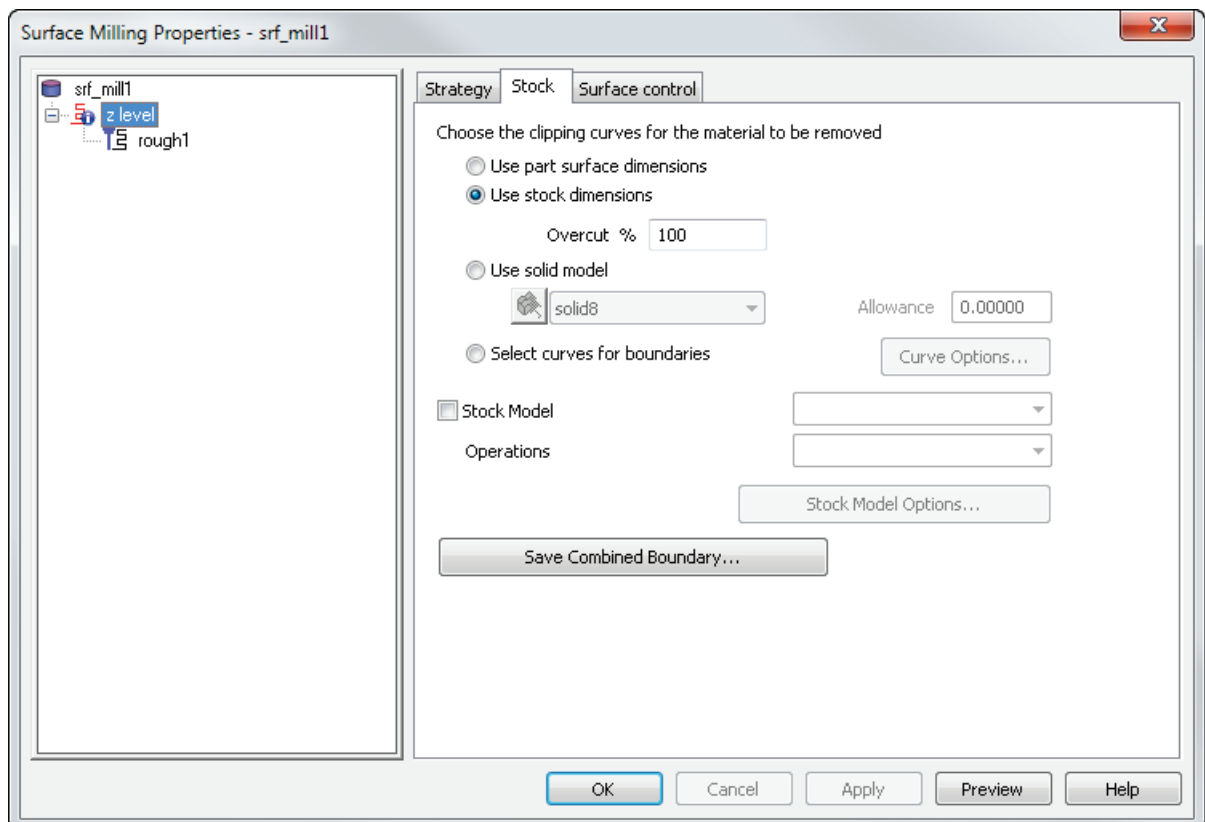 Surface Milling Properties - srf_mill1
srf_mill1
z level
rough1
Strategy Stock Surface control
Choose the clipping curves for the material to be removed
Use part surface dimensions
Use stock dimensions
Overcut % 100
Use solid model
solid8 Allowance 0.00000
Select curves for boundaries Curve Options...
Stock Model
Operations
Stock Model Options...
Save Combined Boundary...
OK Cancel Apply Preview Help